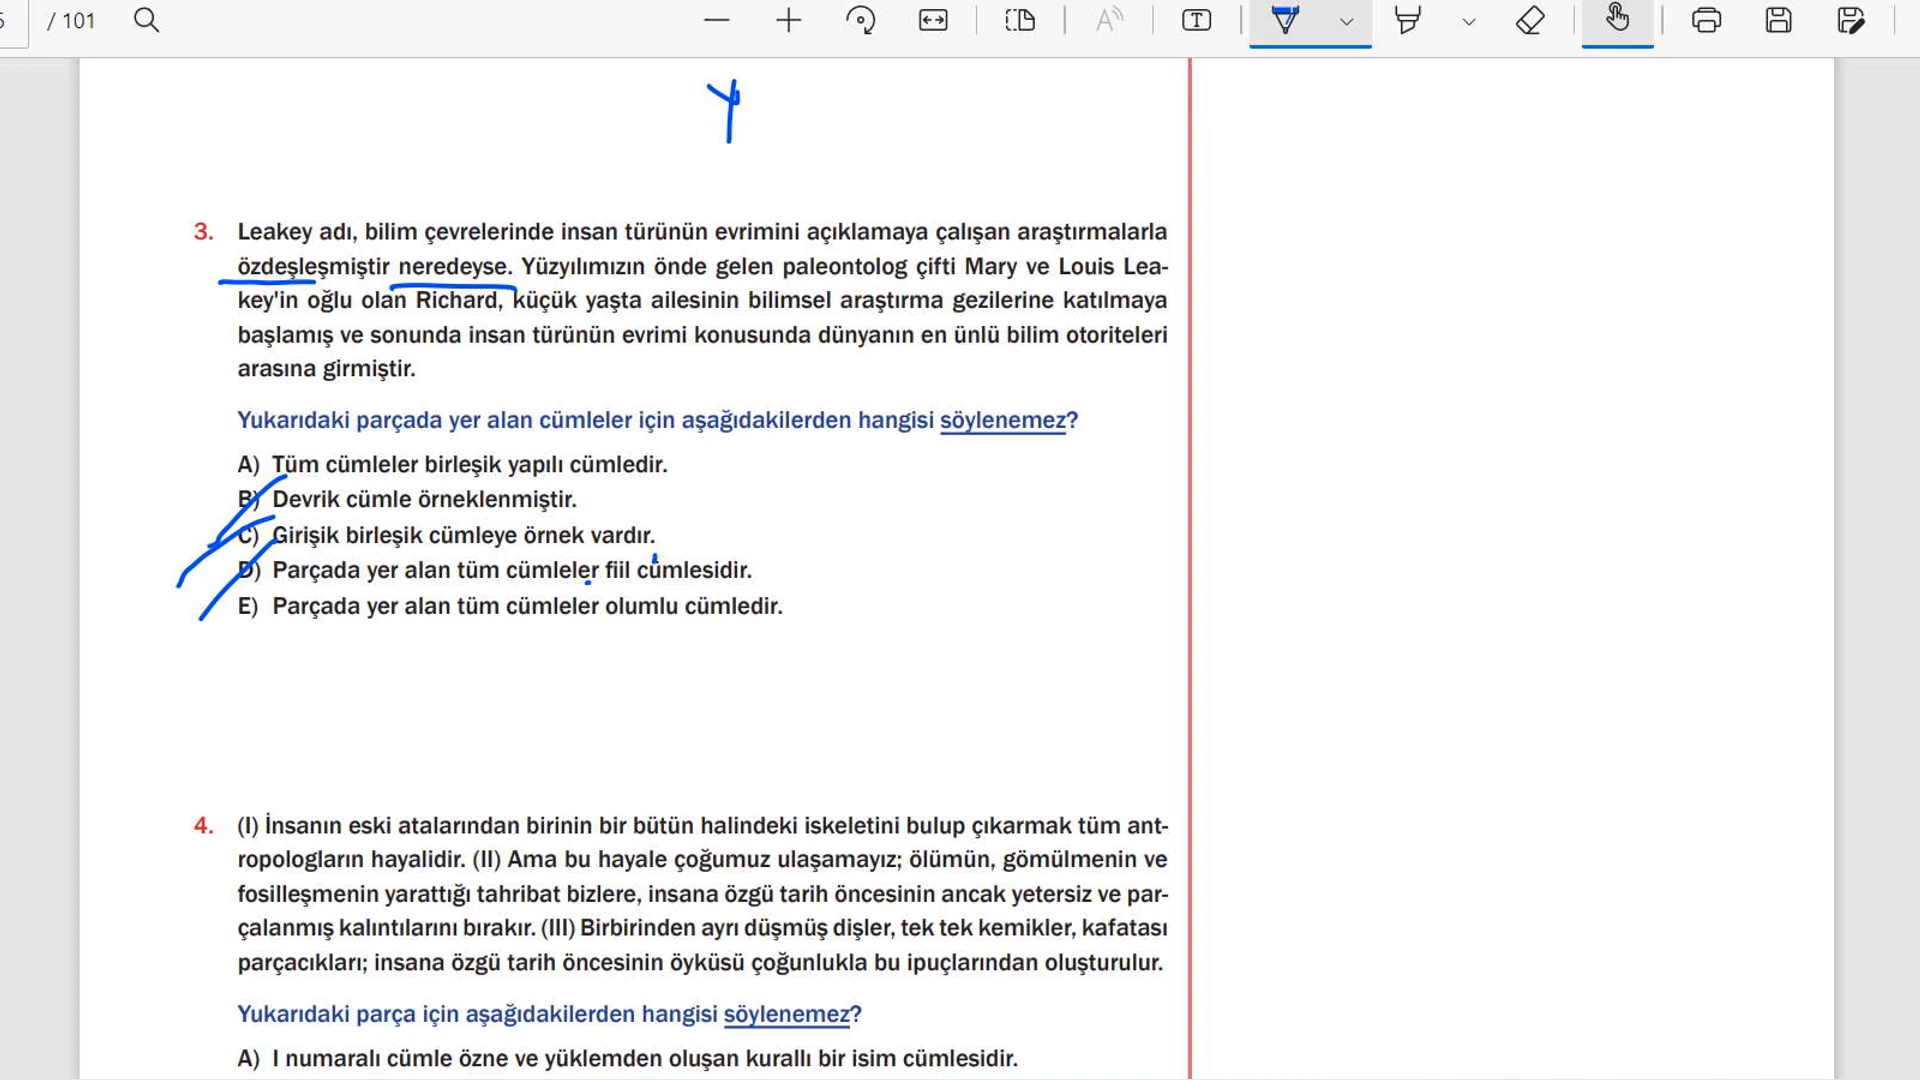 5 / 101
Y
3. Leakey adı, bilim çevrelerinde insan türünün evrimini açıklamaya çalışan araştırmalarla
özdeşleşmiştir neredeyse. Yüzyılımızın önde gelen paleontolog çifti Mary ve Louis Lea-
key'in oğlu olan Richard, küçük yaşta ailesinin bilimsel araştırma gezilerine katılmaya
başlamış ve sonunda insan türünün evrimi konusunda dünyanın en ünlü bilim otoriteleri
arasına girmiştir.
Yukarıdaki parçada yer alan cümleler için aşağıdakilerden hangisi söylenemez?
A) Tüm cümleler birleşik yapılı cümledir.
B) Devrik cümle örneklenmiştir.
C) Girişik birleşik cümleye örnek vardır.
D) Parçada yer alan tüm cümleler fiil cümlesidir.
E) Parçada yer alan tüm cümleler olumlu cümledir.
4. (I) İnsanın eski atalarından birinin bir bütün halindeki iskeletini bulup çıkarmak tüm ant-
ropologların hayalidir. (II) Ama bu hayale çoğumuz ulaşamayız; ölümün, gömülmenin ve
fosilleşmenin yarattığı tahribat bizlere, insana özgü tarih öncesinin ancak yetersiz ve par-
çalanmış kalıntılarını bırakır. (III) Birbirinden ayrı düşmüş dişler, tek tek kemikler, kafatası
parçacıkları; insana özgü tarih öncesinin öyküsü çoğunlukla bu ipuçlarından oluşturulur.
Yukarıdaki parça için aşağıdakilerden hangisi söylenemez?
A) I numaralı cümle özne ve yüklemden oluşan kurallı bir isim cümlesidir.